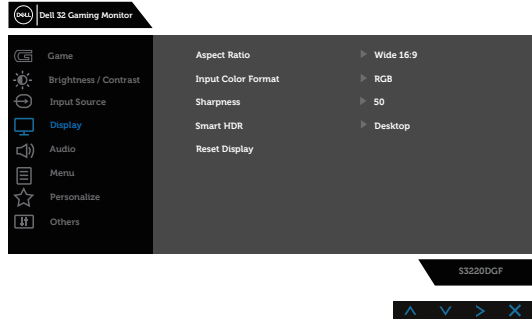 DELL Dell 32 Gaming Monitor
Game
Brightness / Contrast
Input Source
Display
Audio
Menu
Personalize
Others
Aspect Ratio Wide 16:9
Input Color Format RGB
Sharpness 50
Smart HDR Desktop
Reset Display
S3220DGF